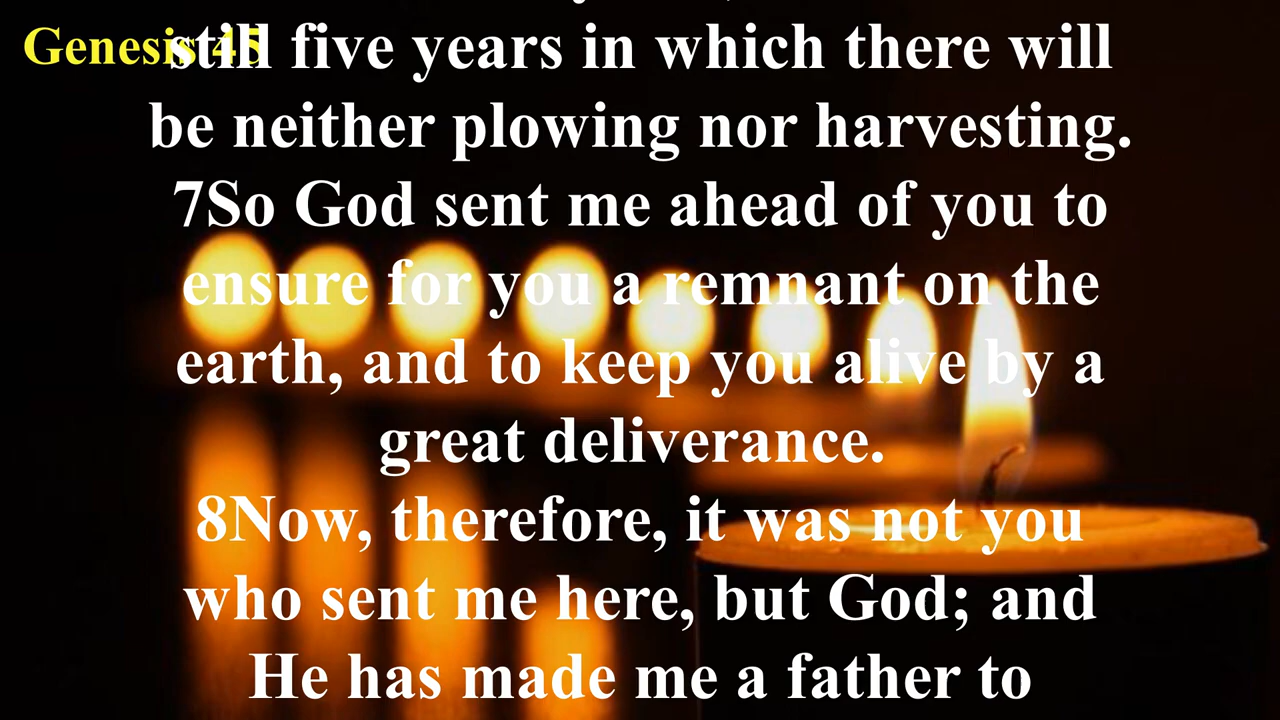 Genesis 45
still five years in which there will
be neither plowing nor harvesting.
7So God sent me ahead of you to
ensure for you a remnant on the
earth, and to keep you alive by a
great deliverance.
8Now, therefore, it was not you
who sent me here, but God; and
He has made me a father to